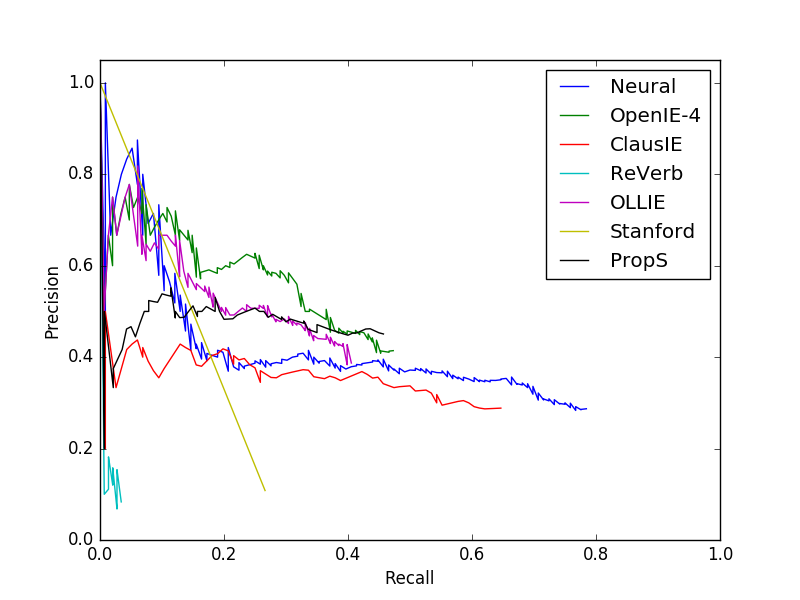 1.0
0.8
0.6
0.4
0.2
0.0
Precision
0.0 0.2 0.4 0.6 0.8 1.0
Recall
Neural
OpenIE-4
ClausIE
ReVerb
OLLIE
Stanford
PropS